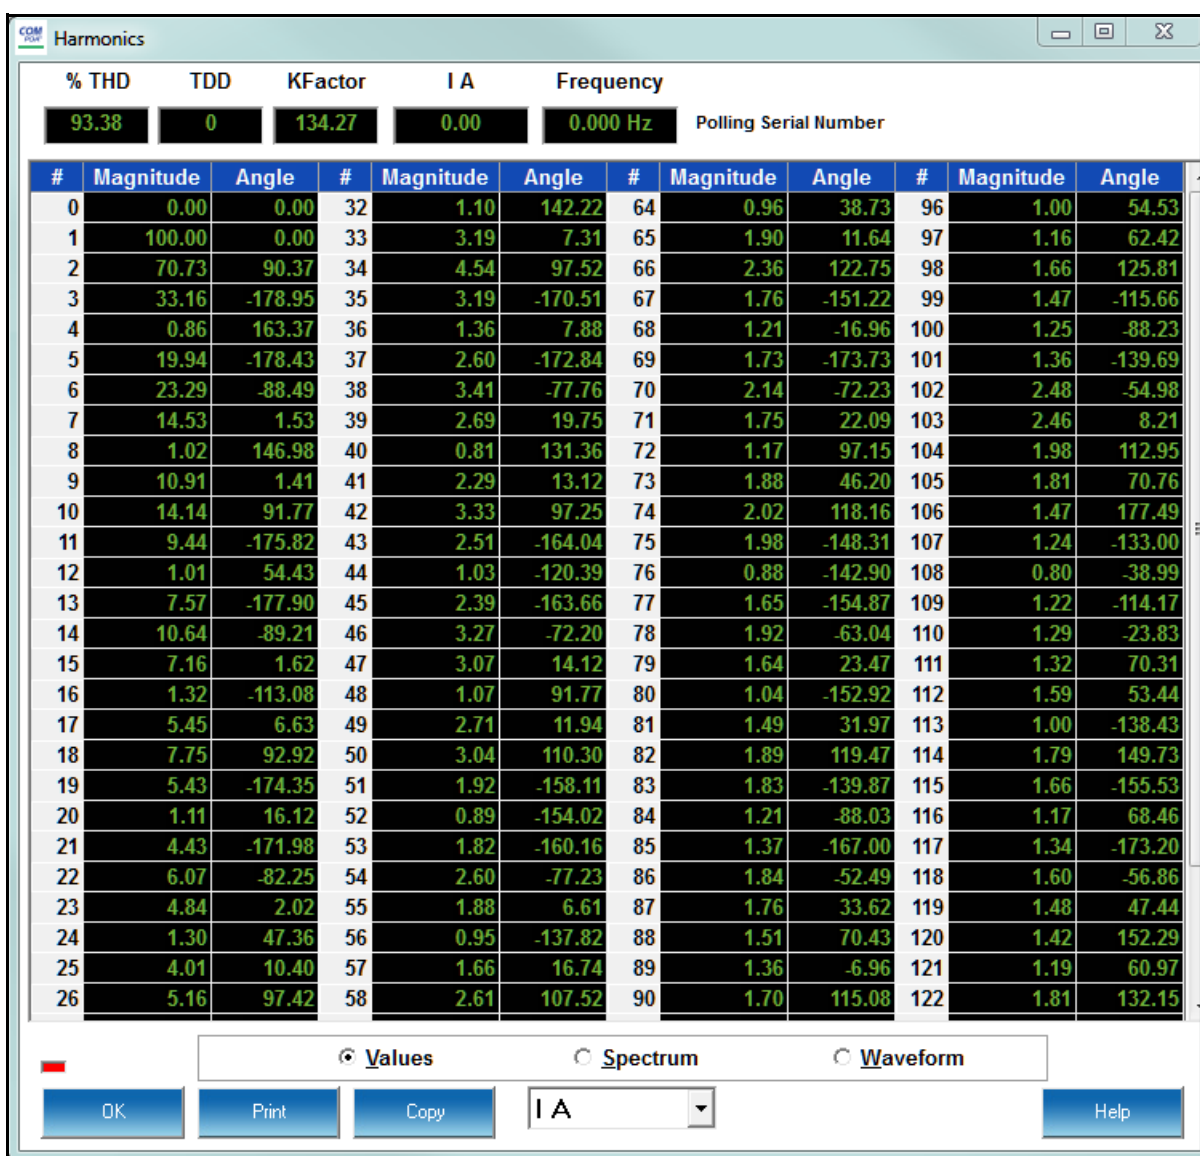 COM
Harmonics
% THD TDD KFactor I A Frequency
93.38 0 134.27 0.00 0.000 Hz Polling Serial Number
# Magnitude Angle # Magnitude Angle # Magnitude Angle # Magnitude Angle
0 0.00 0.00 32 1.10 142.22 64 0.96 38.73 96 1.00 54.53
1 100.00 0.00 33 3.19 7.31 65 1.90 11.64 97 1.16 62.42
2 70.73 90.37 34 4.54 97.52 66 2.36 122.75 98 1.66 125.81
3 33.16 -178.95 35 3.19 -170.51 67 1.76 -151.22 99 1.47 -115.66
4 0.86 163.37 36 1.36 7.88 68 1.21 -16.96 100 1.25 -88.23
5 19.94 -178.43 37 2.60 -172.84 69 1.73 -173.73 101 1.36 -139.69
6 23.29 -88.49 38 3.41 -77.76 70 2.14 -72.23 102 2.48 -54.98
7 14.53 1.53 39 2.69 19.75 71 1.75 22.09 103 2.46 8.21
8 1.02 146.98 40 0.81 131.36 72 1.17 97.15 104 1.98 112.95
9 10.91 1.41 41 2.29 13.12 73 1.88 46.20 105 1.81 70.76
10 14.14 91.77 42 3.33 97.25 74 2.02 118.16 106 1.47 177.49
11 9.44 -175.82 43 2.51 -164.04 75 1.98 -148.31 107 1.24 -133.00
12 1.01 54.43 44 1.03 -120.39 76 0.88 -142.90 108 0.80 -38.99
13 7.57 -177.90 45 2.39 -163.66 77 1.65 -154.87 109 1.22 -114.17
14 10.64 -89.21 46 3.27 -72.20 78 1.92 -63.04 110 1.29 -23.83
15 7.16 1.62 47 3.07 14.12 79 1.64 23.47 111 1.32 70.31
16 1.32 -113.08 48 1.07 91.77 80 1.04 -152.92 112 1.59 53.44
17 5.45 6.63 49 2.71 11.94 81 1.49 31.97 113 1.00 -138.43
18 7.75 92.92 50 3.04 110.30 82 1.89 119.47 114 1.79 149.73
19 5.43 -174.35 51 1.92 -158.11 83 1.83 -139.87 115 1.66 -155.53
20 1.11 16.12 52 0.89 -154.02 84 1.21 -88.03 116 1.17 68.46
21 4.43 -171.98 53 1.82 -160.16 85 1.37 -167.00 117 1.34 -173.20
22 6.07 -82.25 54 2.60 -77.23 86 1.84 -52.49 118 1.60 -56.86
23 4.84 2.02 55 1.88 6.61 87 1.76 33.62 119 1.48 47.44
24 1.30 47.36 56 0.95 -137.82 88 1.51 70.43 120 1.42 152.29
25 4.01 10.40 57 1.66 16.74 89 1.36 -6.96 121 1.19 60.97
26 5.16 97.42 58 2.61 107.52 90 1.70 115.08 122 1.81 132.15
Values Spectrum Waveform
OK Print Copy I A Help